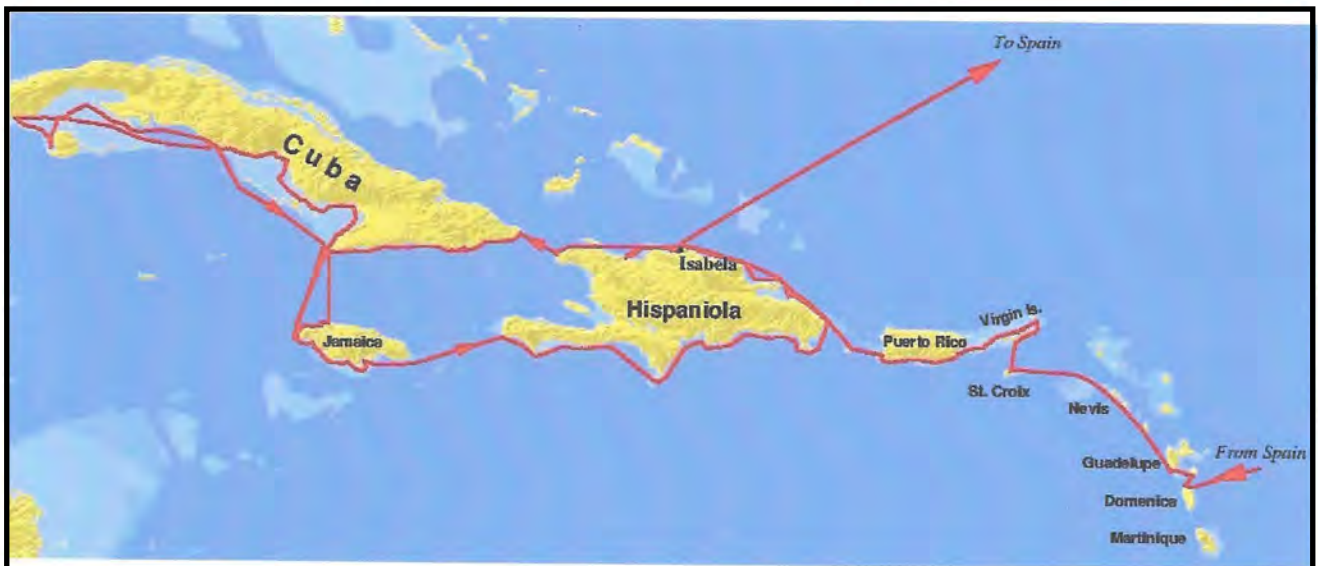 To Spain
Cuba
Isabela
Hispaniola
Virgin Is.
Jamaica
Puerto Rico
St. Croix
Nevis
From Spain
Guadelupe
Domenica
Martinique